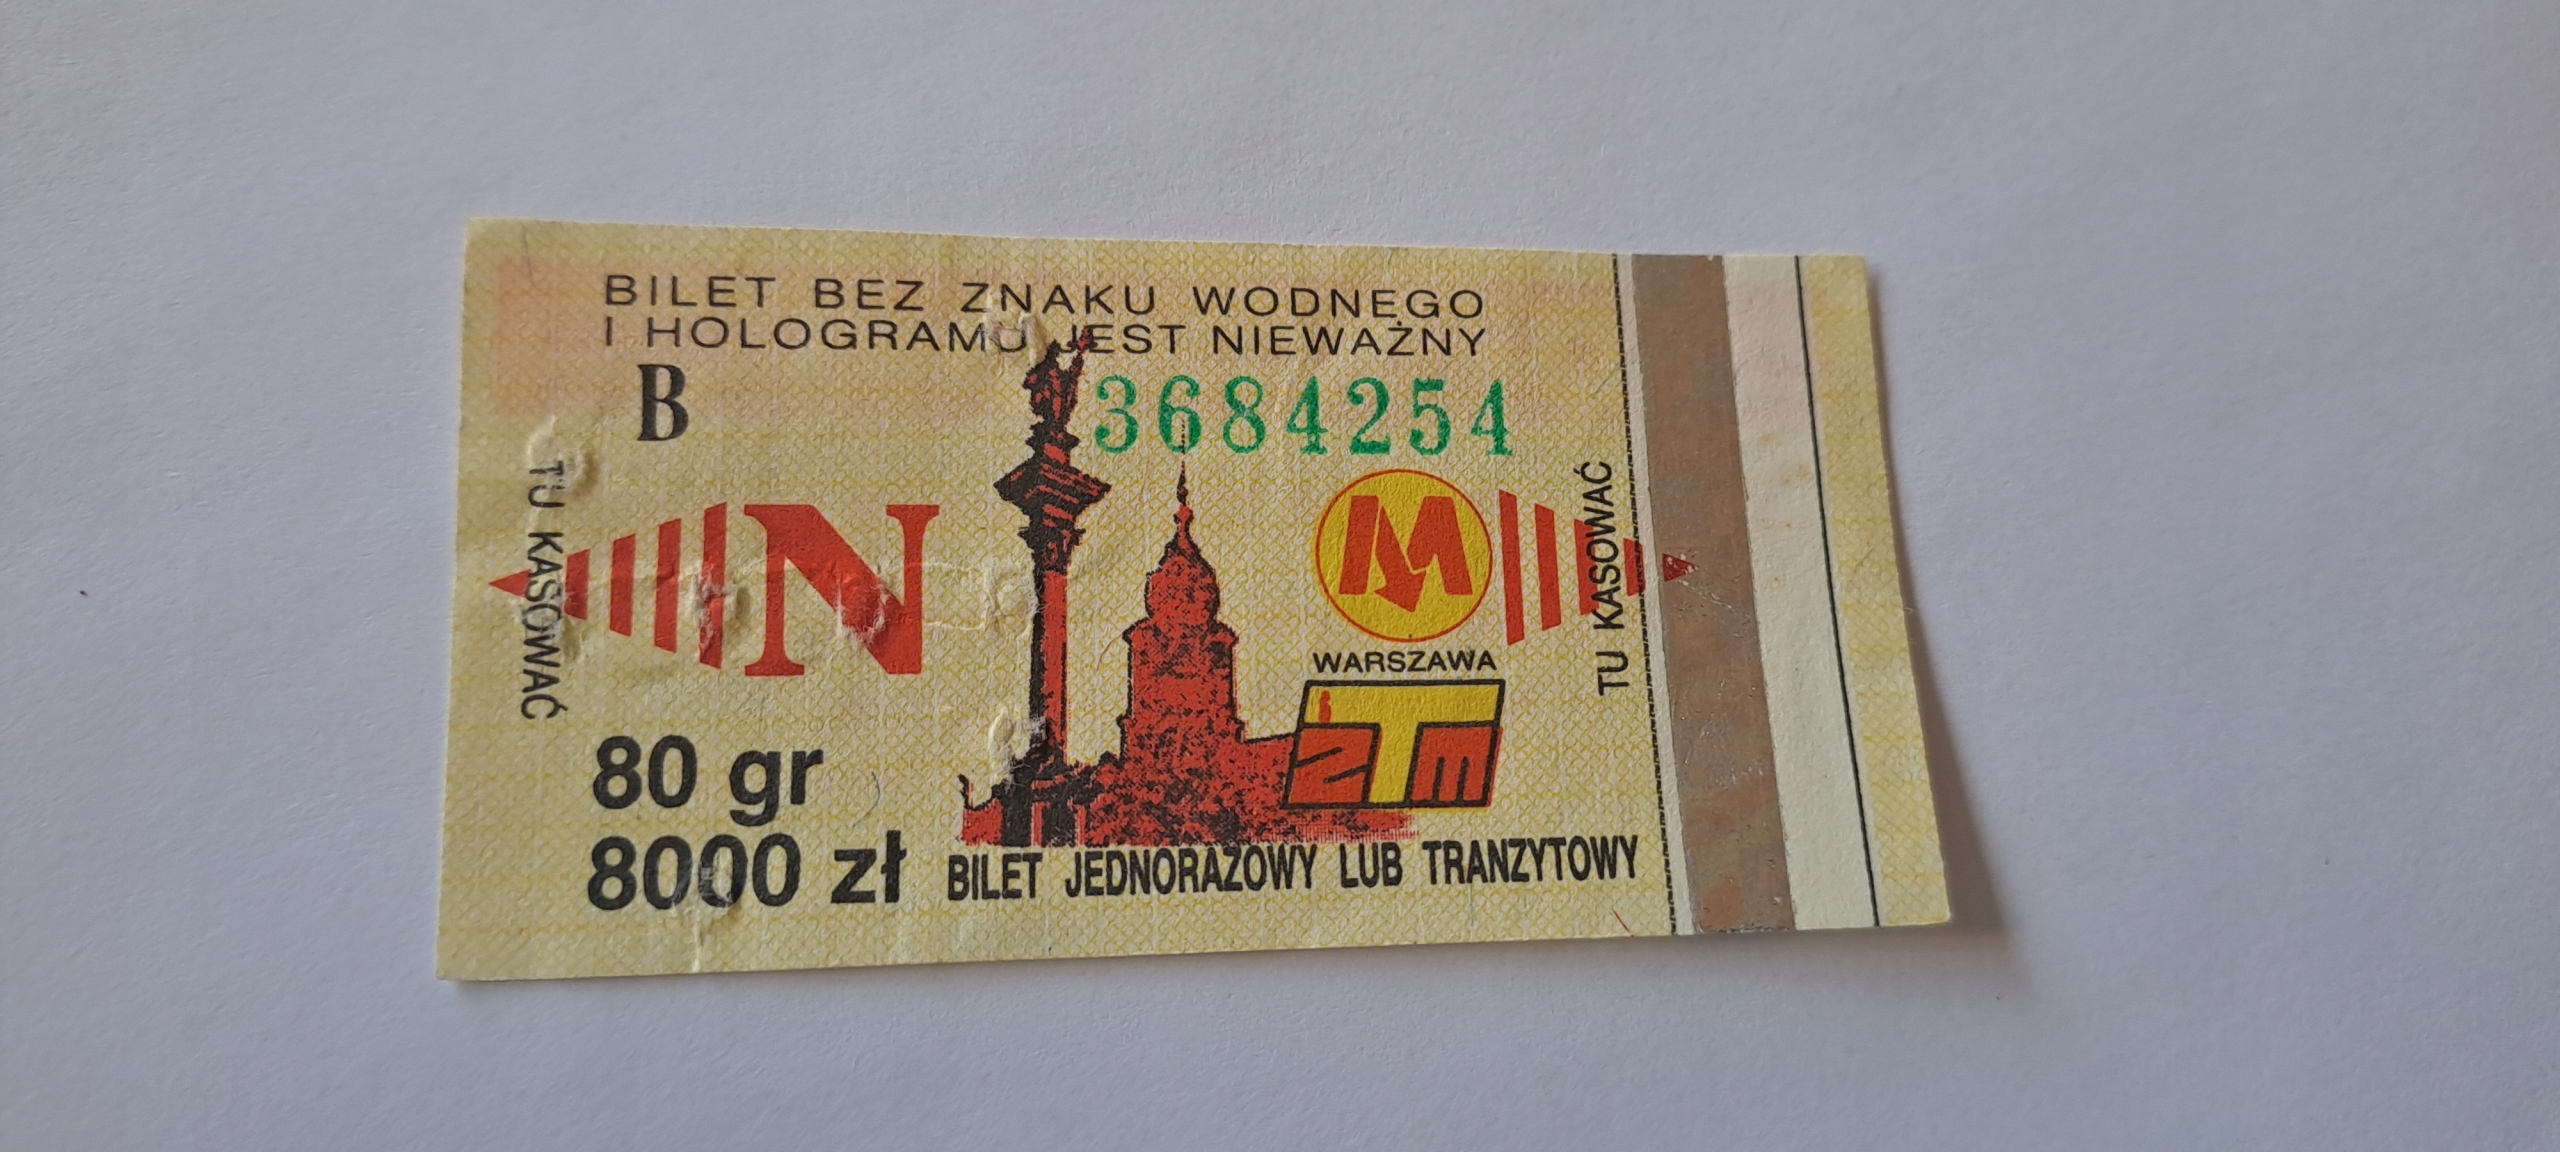 BILET BEZ ZNAKU WODNEGO
I HOLOGRAMU JEST NIEWAŻNY
B
3684254
TU KASOWAĆ
N
M
TU KASOWAĆ
WARSZAWA
ZTM
80 gr
8000 zł
BILET JEDNORAZOWY LUB TRANZYTOWY